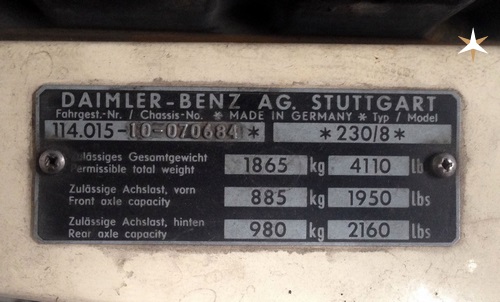 DAIMLER-BENZ AG. STUTTGART
Fahrgest.-Nr. / Chassis-No. * MADE IN GERMANY * Typ / Model
114.015-10-070684 * * 230/8 *
Zulässiges Gesamtgewicht
Permissible total weight 1865 kg 4110 lb
Zulässige Achslast, vorn
Front axle capacity 885 kg 1950 lbs
Zulässige Achslast, hinten
Rear axle capacity 980 kg 2160 lbs